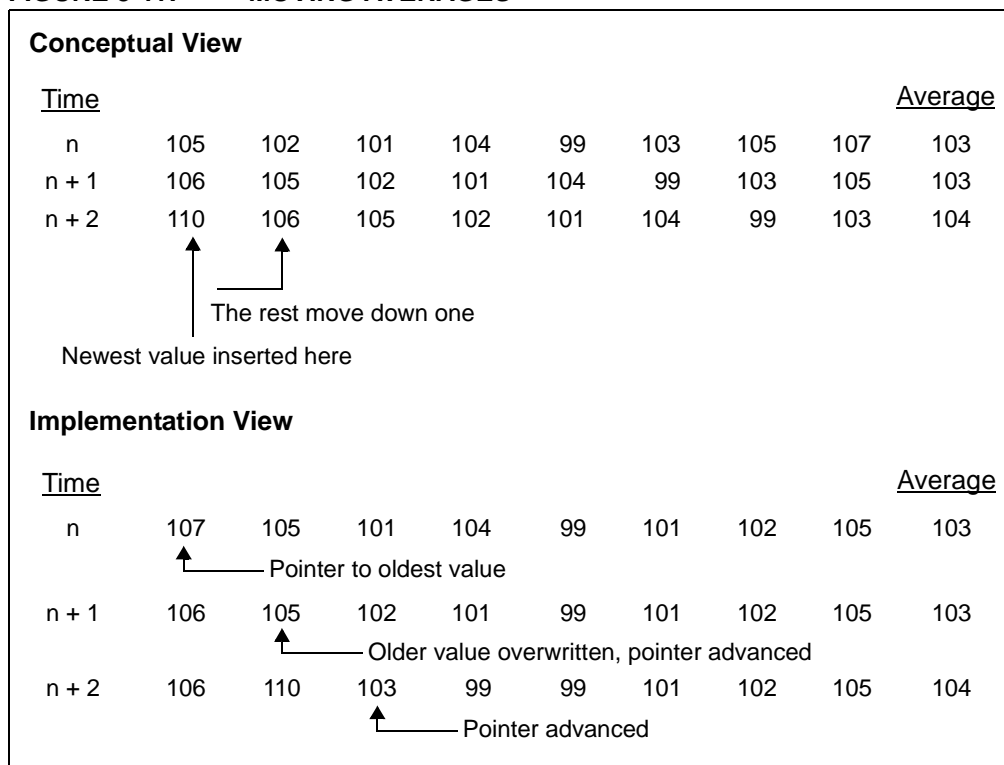 Conceptual View
Time Average
n 105 102 101 104 99 103 105 107 103
n + 1 106 105 102 101 104 99 103 105 103
n + 2 110 106 105 102 101 104 99 103 104
The rest move down one
Newest value inserted here
Implementation View
Time Average
n 107 105 101 104 99 101 102 105 103
Pointer to oldest value
n + 1 106 105 102 101 99 101 102 105 103
Older value overwritten, pointer advanced
n + 2 106 110 103 99 99 101 102 105 104
Pointer advanced